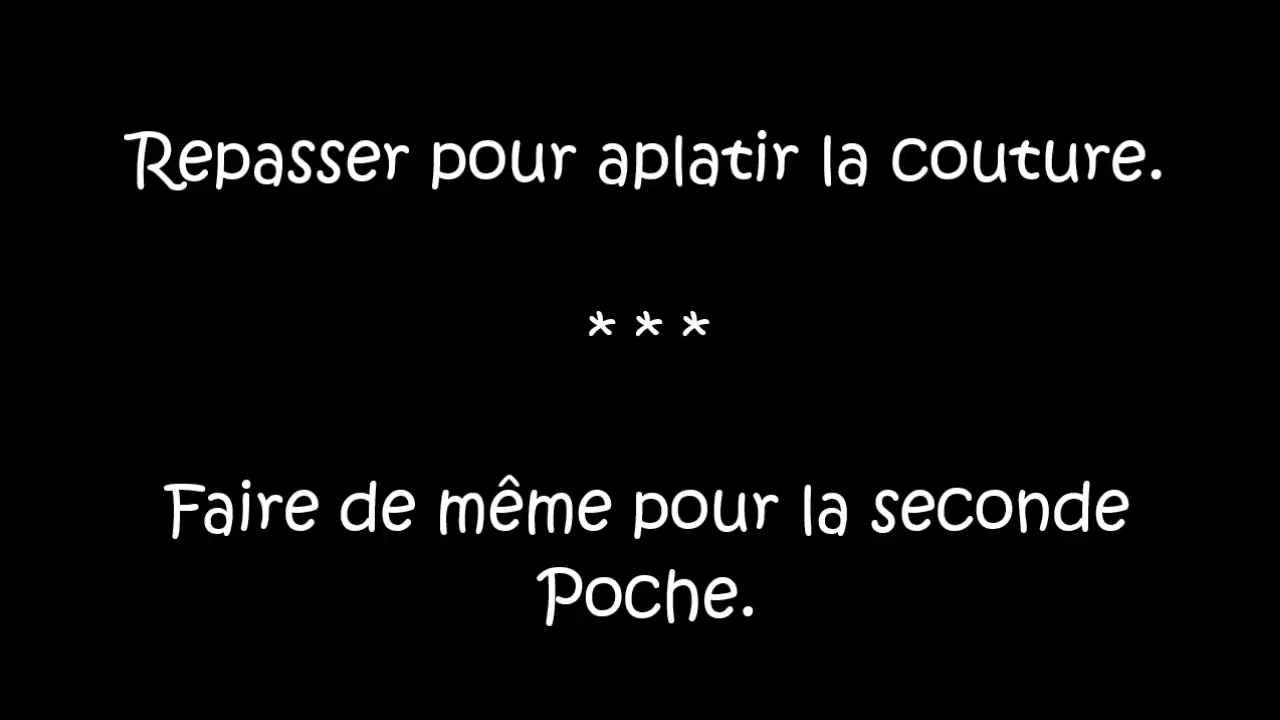 Repasser pour aplatir la couture.
* * *
Faire de même pour la seconde
Poche.